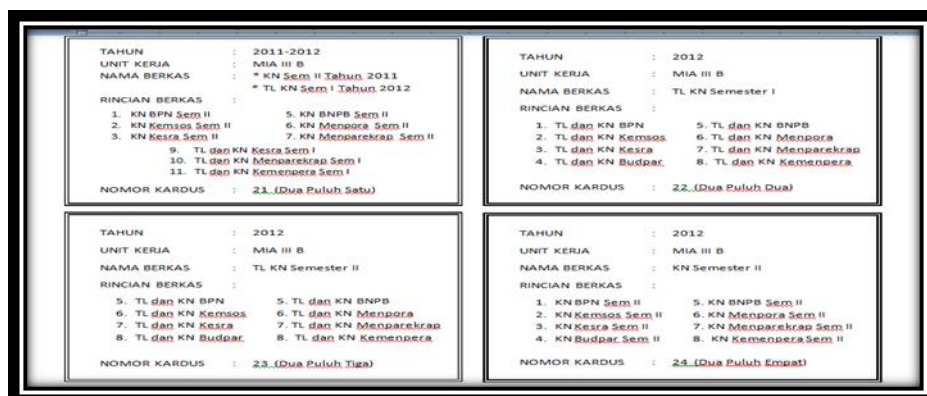 TAHUN : 2011-2012
UNIT KERJA : MIA III B
NAMA BERKAS : * KN Sem II Tahun 2011
* TL KN Sem I Tahun 2012
RINCIAN BERKAS :
1. KN BPN Sem II 5. KN BNPB Sem II
2. KN Kemsos Sem II 6. KN Menpora Sem II
3. KN Kesra Sem II 7. KN Menparekrap Sem II
9. TL dan KN Kesra Sem I
10. TL dan KN Menparekrap Sem I
11. TL dan KN Kemenpera Sem I
NOMOR KARDUS : 21 (Dua Puluh Satu)
TAHUN : 2012
UNIT KERJA : MIA III B
NAMA BERKAS : TL KN Semester I
RINCIAN BERKAS :
1. TL dan KN BPN 5. TL dan KN BNPB
2. TL dan KN Kemsos 6. TL dan KN Menpora
3. TL dan KN Kesra 7. TL dan KN Menparekrap
4. TL dan KN Budpar 8. TL dan KN Kemenpera
NOMOR KARDUS : 22 (Dua Puluh Dua)
TAHUN : 2012
UNIT KERJA : MIA III B
NAMA BERKAS : TL KN Semester II
RINCIAN BERKAS :
5. TL dan KN BPN 5. TL dan KN BNPB
6. TL dan KN Kemsos 6. TL dan KN Menpora
7. TL dan KN Kesra 7. TL dan KN Menparekrap
8. TL dan KN Budpar 8. TL dan KN Kemenpera
NOMOR KARDUS : 23 (Dua Puluh Tiga)
TAHUN : 2012
UNIT KERJA : MIA III B
NAMA BERKAS : KN Semester II
RINCIAN BERKAS :
1. KN BPN Sem II 5. KN BNPB Sem II
2. KN Kemsos Sem II 6. KN Menpora Sem II
3. KN Kesra Sem II 7. KN Menparekrap Sem II
4. KN Budpar Sem II 8. KN Kemenpera Sem II
NOMOR KARDUS : 24 (Dua Puluh Empat)